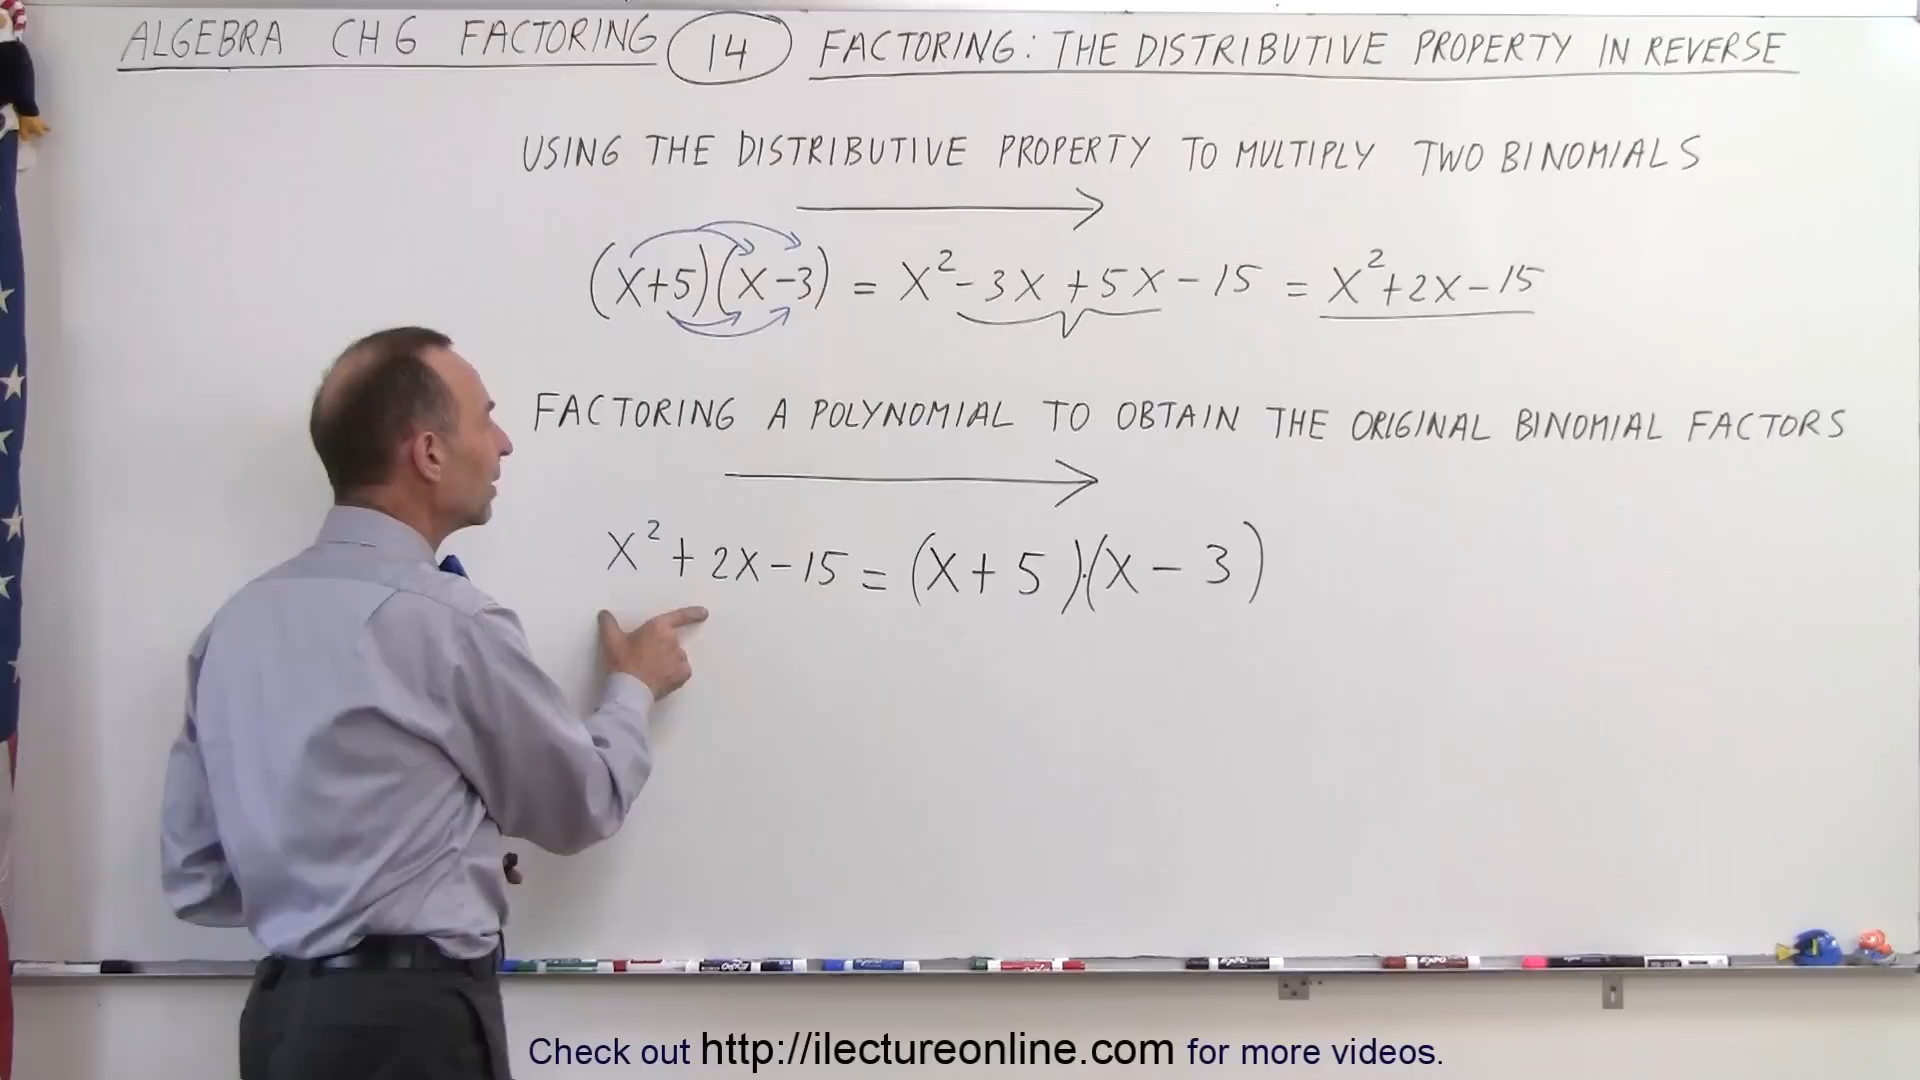 ALGEBRA CH 6 FACTORING 14 FACTORING: THE DISTRIBUTIVE PROPERTY IN REVERSE
USING THE DISTRIBUTIVE PROPERTY TO MULTIPLY TWO BINOMIALS
(x+5)(x-3) = x² - 3x + 5x - 15 = x² + 2x - 15
FACTORING A POLYNOMIAL TO OBTAIN THE ORIGINAL BINOMIAL FACTORS
x² + 2x - 15 = (x + 5)·(x - 3)
EXPO
Check out http://ilectureonline.com for more videos.